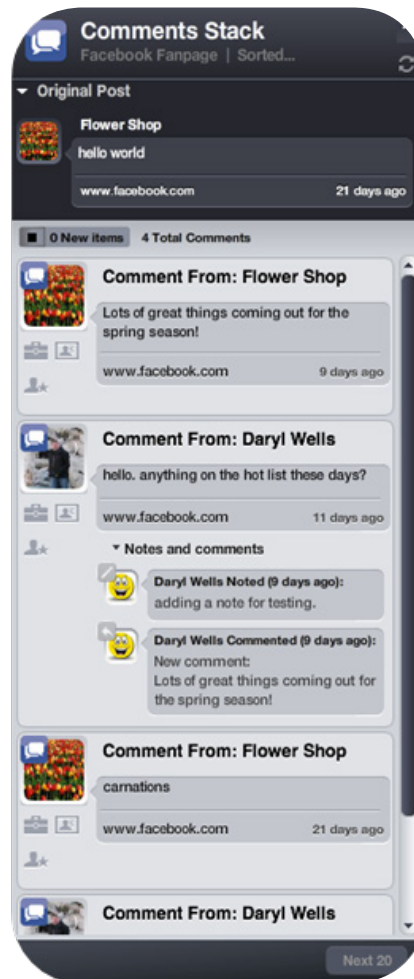 Comments Stack
Facebook Fanpage | Sorted...
Original Post
Flower Shop
hello world
www.facebook.com 21 days ago
0 New items 4 Total Comments
Comment From: Flower Shop
Lots of great things coming out for the
spring season!
www.facebook.com 9 days ago
Comment From: Daryl Wells
hello. anything on the hot list these days?
www.facebook.com 11 days ago
Notes and comments
Daryl Wells Noted (9 days ago):
adding a note for testing.
Daryl Wells Commented (9 days ago):
New comment:
Lots of great things coming out for
the spring season!
Comment From: Flower Shop
carnations
www.facebook.com 21 days ago
Comment From: Daryl Wells
Next 20